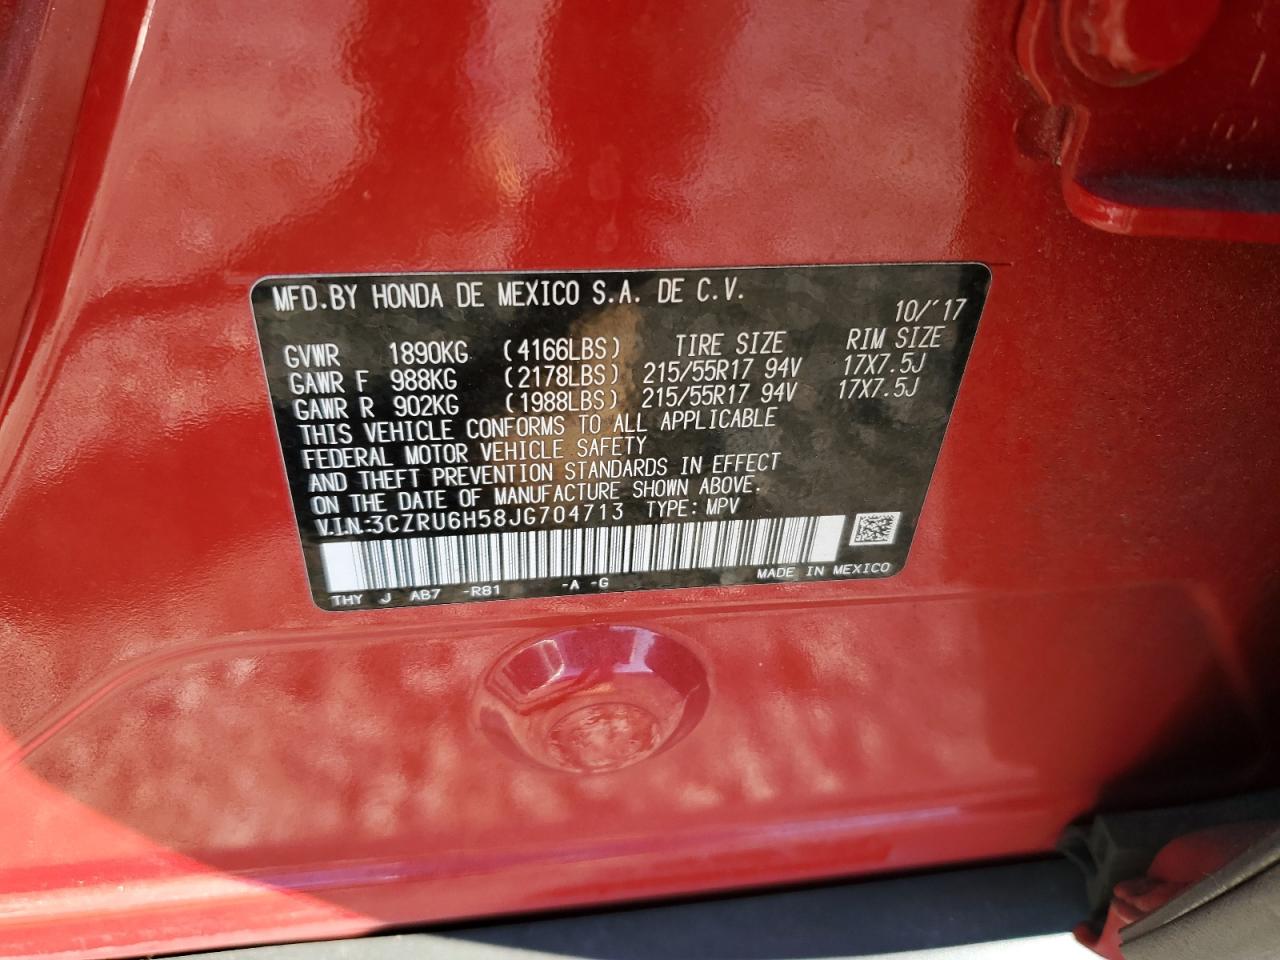 MFD.BY HONDA DE MEXICO S.A. DE C.V.
10/'17
GVWR 1890KG (4166LBS) TIRE SIZE RIM SIZE
GAWR F 988KG (2178LBS) 215/55R17 94V 17X7.5J
GAWR R 902KG (1988LBS) 215/55R17 94V 17X7.5J
THIS VEHICLE CONFORMS TO ALL APPLICABLE
FEDERAL MOTOR VEHICLE SAFETY
AND THEFT PREVENTION STANDARDS IN EFFECT
ON THE DATE OF MANUFACTURE SHOWN ABOVE.
V.I.N.:3CZRU6H58JG704713 TYPE: MPV
THY J AB7 -R81 -A -G MADE IN MEXICO